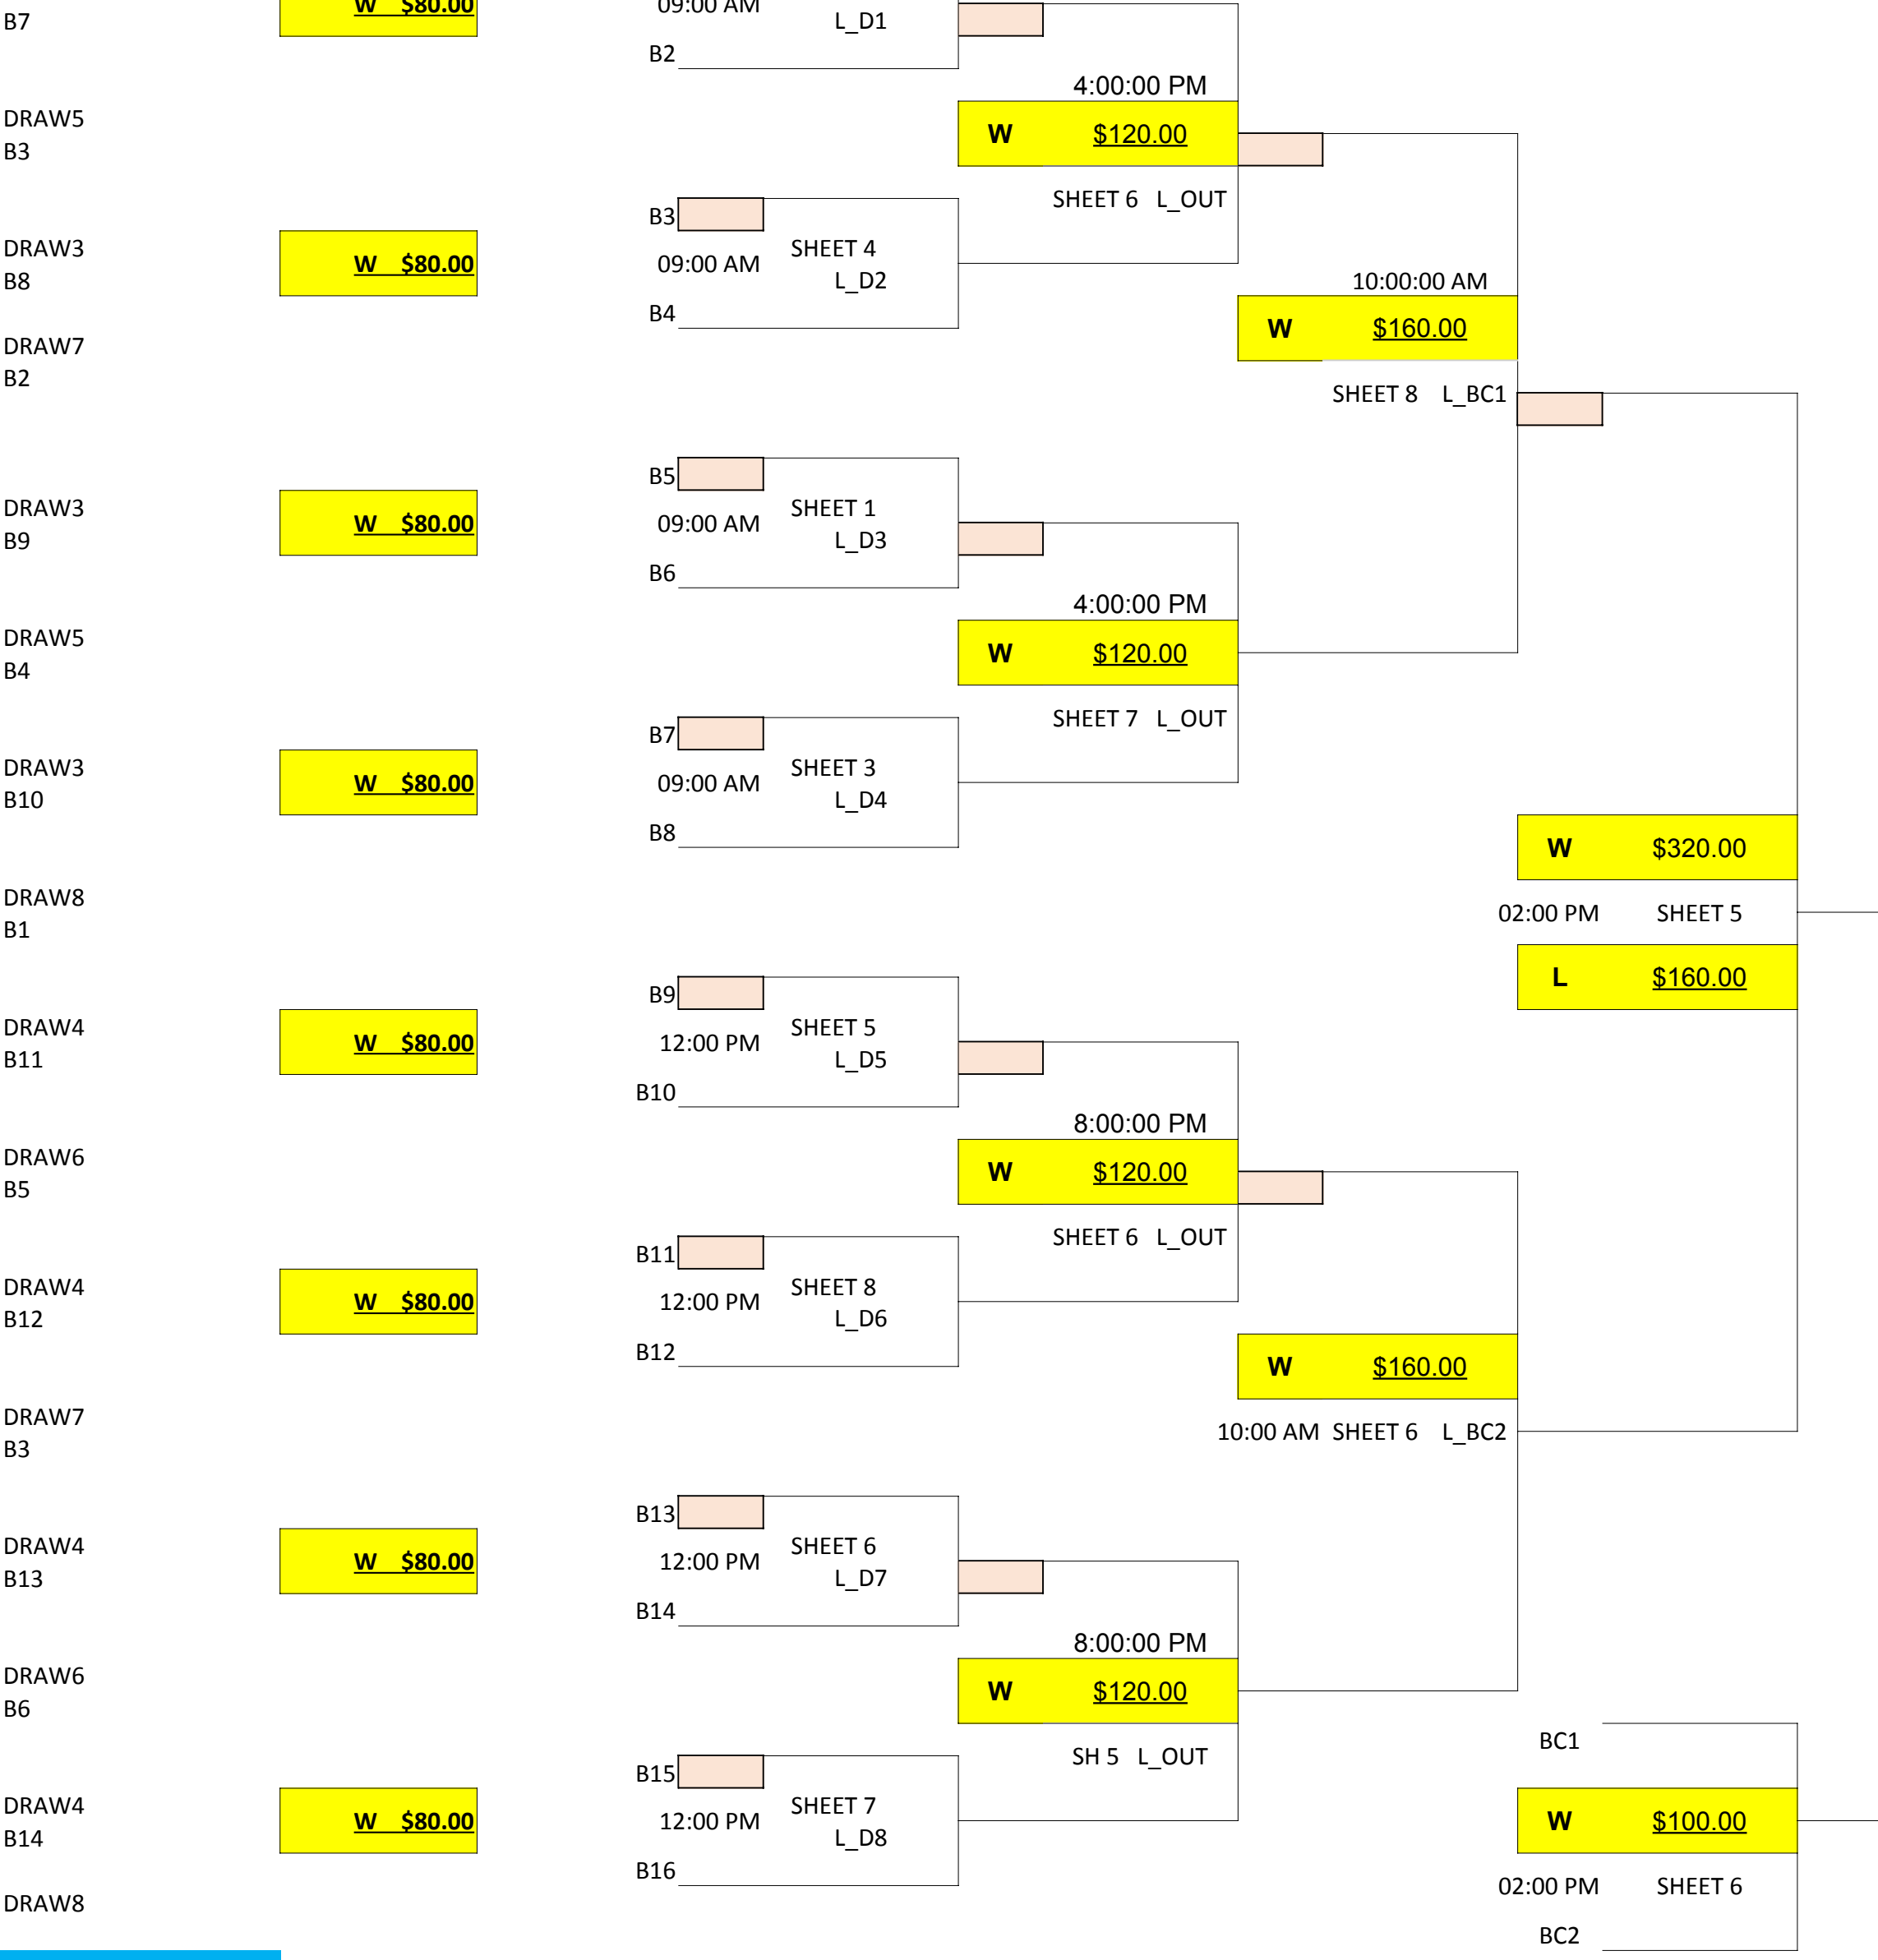 W $80.00
09:00 AM
B7
L_D1
B2
4:00:00 PM
DRAW5
W $120.00
B3
SHEET 6 L_OUT
B3
DRAW3
SHEET 4
W $80.00
09:00 AM
B8
L_D2
10:00:00 AM
B4
W $160.00
DRAW7
B2
SHEET 8 L_BC1
B5
DRAW3
SHEET 1
W $80.00
09:00 AM
B9
L_D3
B6
4:00:00 PM
DRAW5
W $120.00
B4
SHEET 7 L_OUT
B7
DRAW3
SHEET 3
W $80.00
09:00 AM
B10
L_D4
B8
W $320.00
DRAW8
02:00 PM SHEET 5
B1
W
L $160.00
B9
DRAW4
SHEET 5
W $80.00
12:00 PM
B11
L_D5
B10
8:00:00 PM
DRAW6
W $120.00
B5
SHEET 6 L_OUT
B11
DRAW4
SHEET 8
W $80.00
12:00 PM
B12
L_D6
B12
W $160.00
DRAW7
10:00 AM SHEET 6 L_BC2
B3
B13
DRAW4
SHEET 6
W $80.00
12:00 PM
B13
L_D7
B14
8:00:00 PM
DRAW6
W $120.00
B6
BC1
SH 5 L_OUT
B15
DRAW4
SHEET 7
W $80.00
12:00 PM
W $100.00
B14
L_D8
B16
02:00 PM SHEET 6
DRAW8
BC2